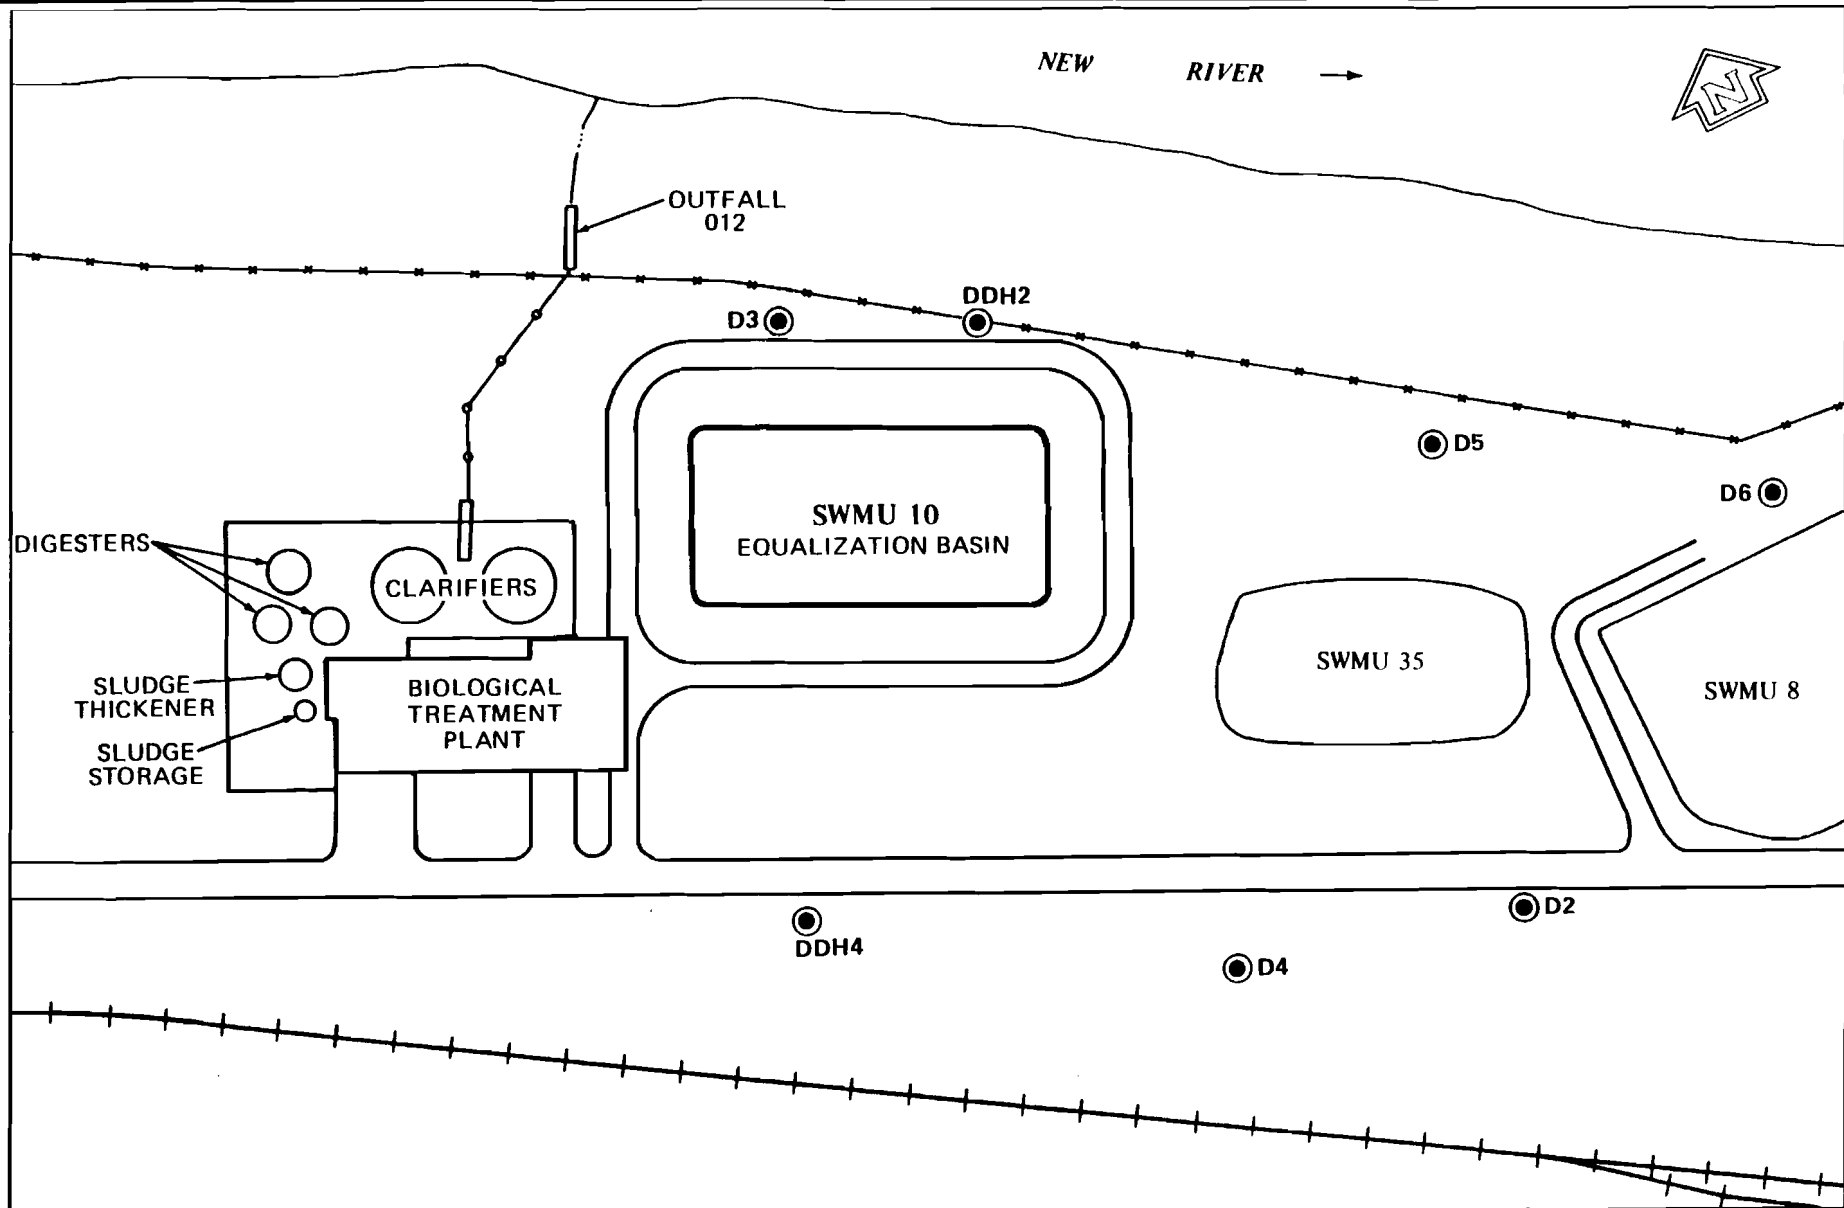 NEW RIVER
N
OUTFALL
012
DDH2
D3
D5
D6
SWMU 10
EQUALIZATION BASIN
DIGESTERS
CLARIFIERS
SWMU 35
SWMU 8
SLUDGE
THICKENER
BIOLOGICAL
TREATMENT
PLANT
SLUDGE
STORAGE
D2
DDH4
D4